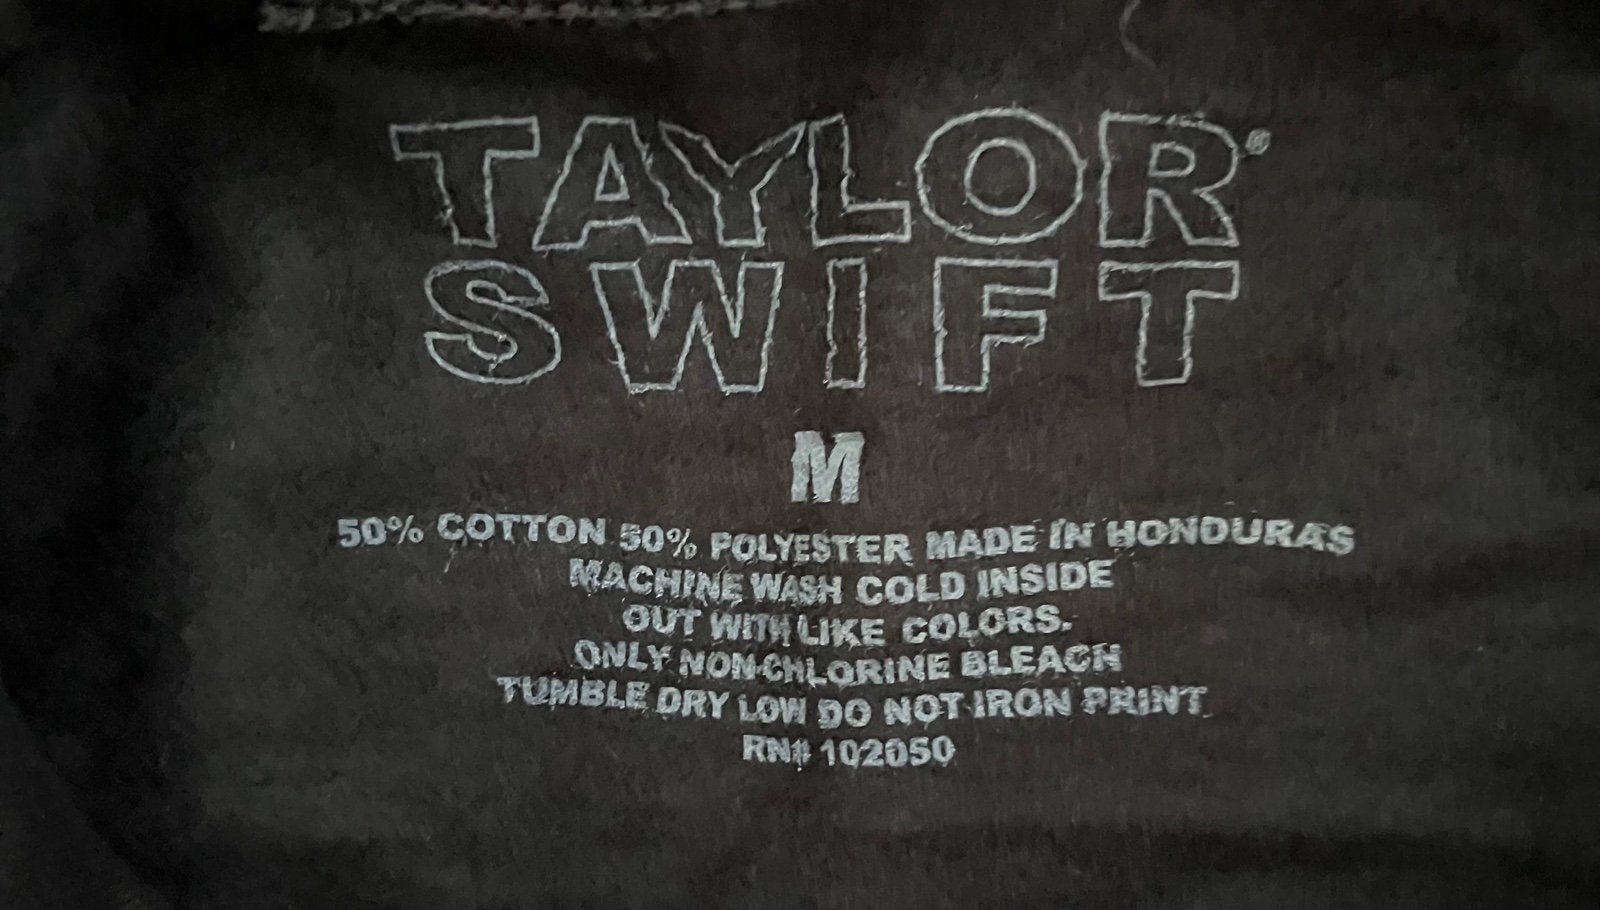 TAYLOR®
SWIFT
M
50% COTTON 50% POLYESTER MADE IN HONDURAS
MACHINE WASH COLD INSIDE
OUT WITH LIKE COLORS.
ONLY NON-CHLORINE BLEACH
TUMBLE DRY LOW DO NOT IRON PRINT
RN# 102050